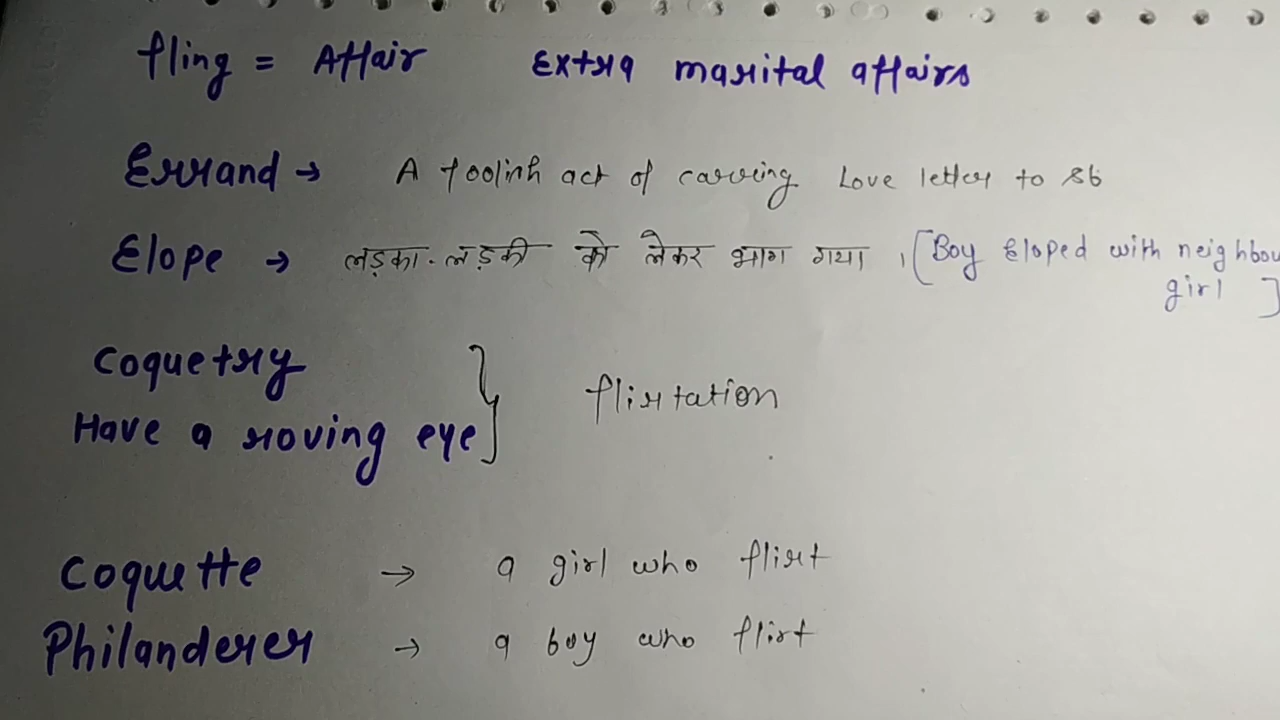 fling = Affair Extra marital affairs
Errand → A foolish act of carving Love letter to sb
Elope → लड़का-लड़की को लेकर भाग गया । [Boy Eloped with neighbou
girl ]
Coquetry
Have a roving eye } flirtation
Coquette → a girl who flirt
Philanderer → a boy who flirt